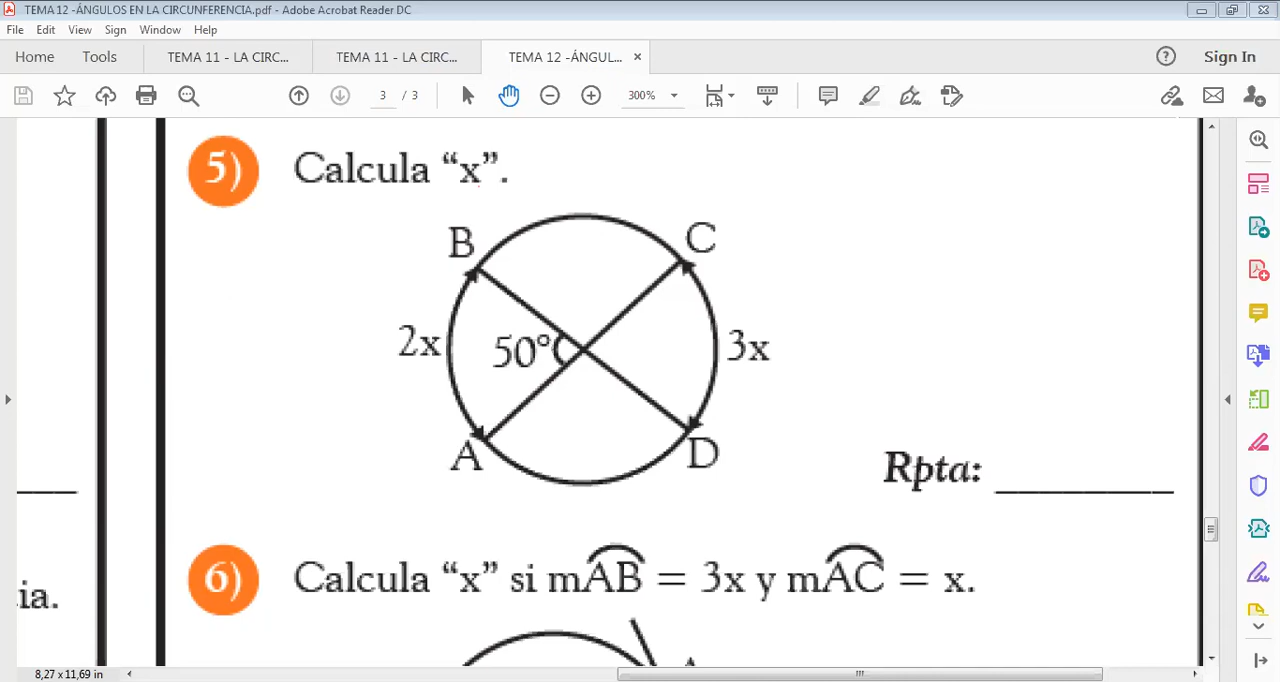 TEMA 12 -ÁNGULOS EN LA CIRCUNFERENCIA.pdf - Adobe Acrobat Reader DC
File Edit View Sign Window Help
Home Tools TEMA 11 - LA CIRC... TEMA 11 - LA CIRC... TEMA 12 -ÁNGUL... × Sign In
3 / 3 300%
5) Calcula “x”.
B C
2x 50° 3x
A D
Rpta: __________
6) Calcula “x” si mAB = 3x y mAC = x.
ia.
A
8,27 x 11,69 in